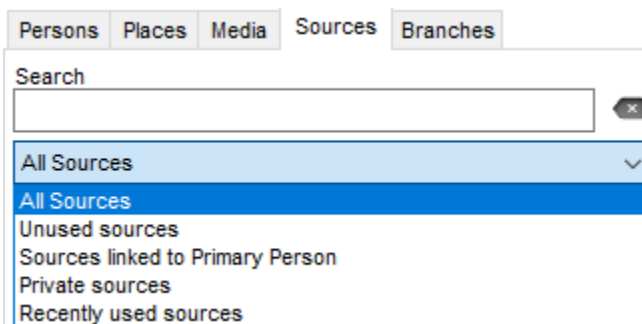 Persons Places Media Sources Branches
Search
All Sources
All Sources
Unused sources
Sources linked to Primary Person
Private sources
Recently used sources